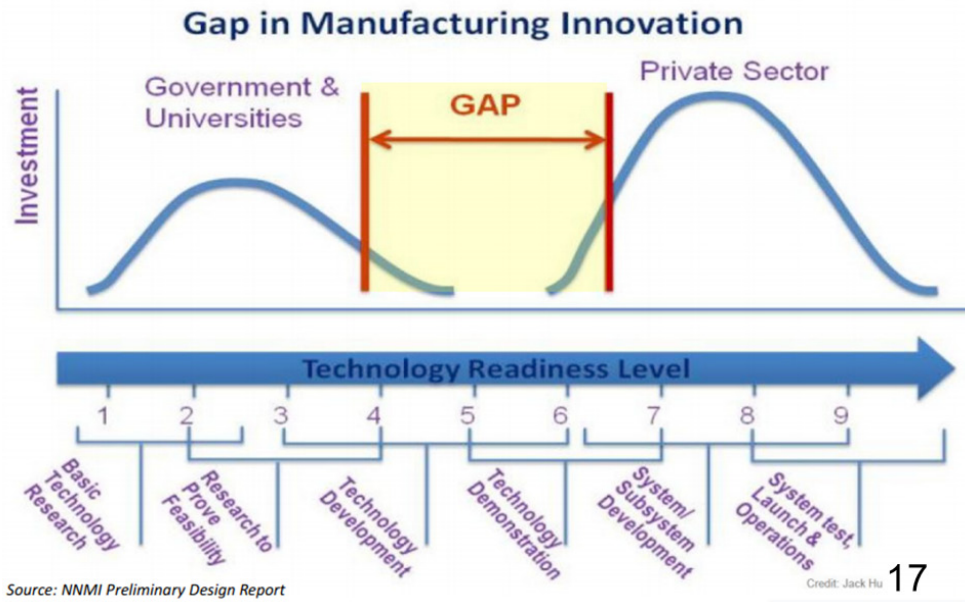 Gap in Manufacturing Innovation
Government &
Universities
GAP
Private Sector
Investment
Technology Readiness Level
1 2 3 4 5 6 7 8 9
Basic
Technology
Research
Research to
Prove
Feasibility
Technology
Development
Technology
Demonstration
System/
Subsystem
Development
System test,
Launch &
Operations
Source: NNMI Preliminary Design Report
Credit: Jack Hu
17